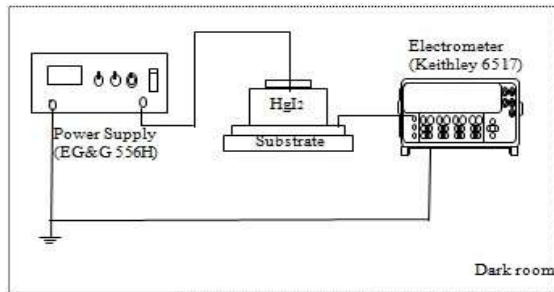 Electrometer
(Keithley 6517)
HgI2
Power Supply
(EG&G 556H)
Substrate
Dark room